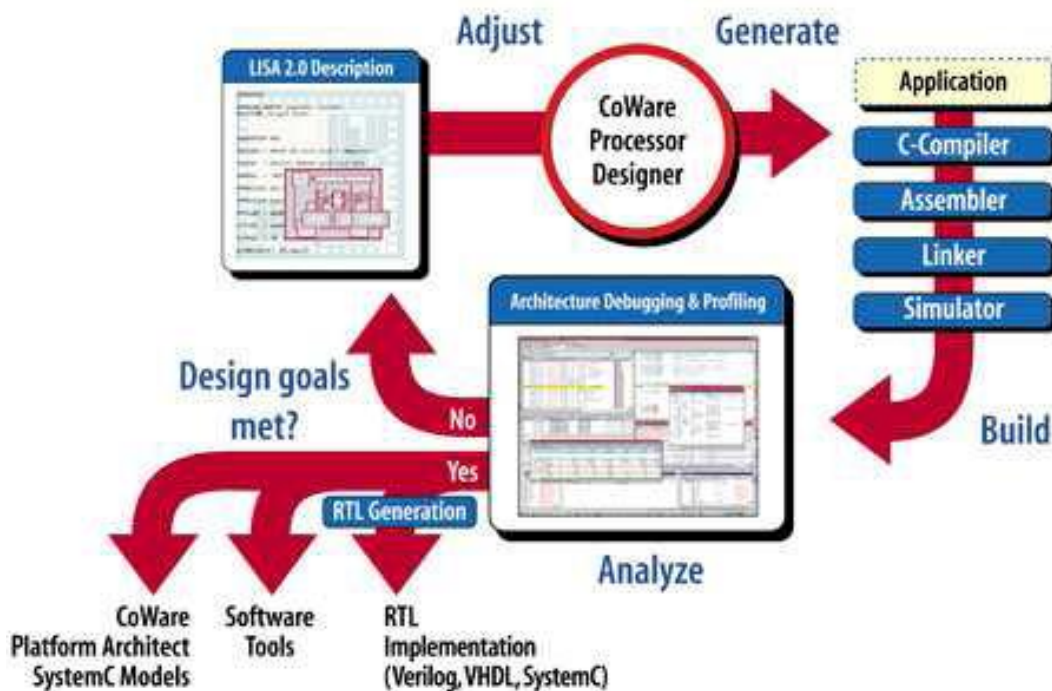 Adjust
Generate
LISA 2.0 Description
CoWare
Processor
Designer
Application
C-Compiler
Assembler
Linker
Simulator
Build
Architecture Debugging & Profiling
Analyze
Design goals
met?
No
Yes
RTL Generation
CoWare
Platform Architect
SystemC Models
Software
Tools
RTL
Implementation
(Verilog, VHDL, SystemC)